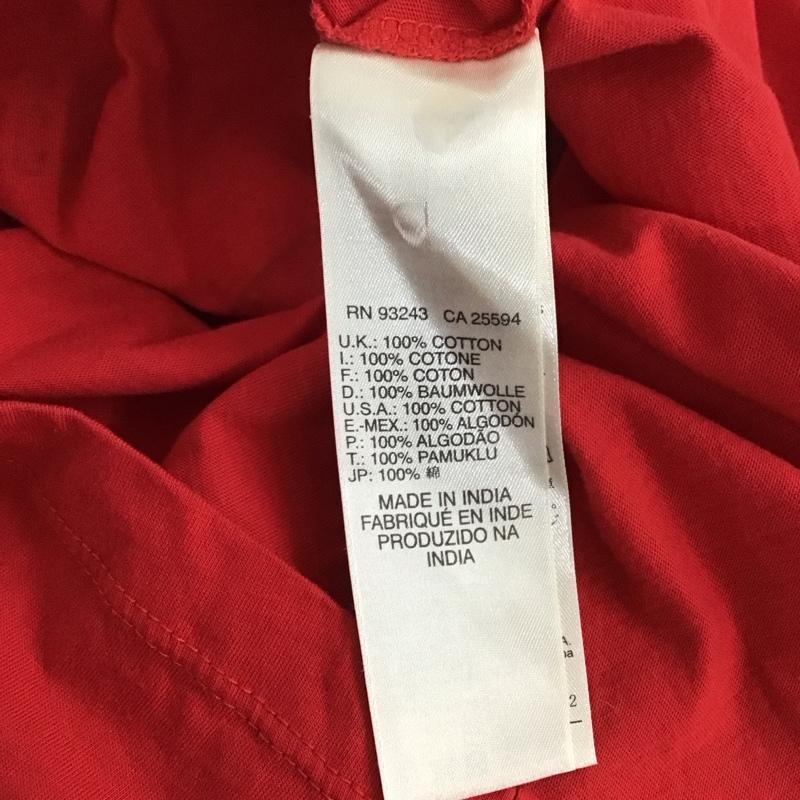 RN 93243 CA 25594
U.K.: 100% COTTON
I.: 100% COTONE
F.: 100% COTON
D.: 100% BAUMWOLLE
U.S.A.: 100% COTTON
E.-MEX.: 100% ALGODÓN
P.: 100% ALGODÃO
T.: 100% PAMUKLU
JP: 100% 綿
MADE IN INDIA
FABRIQUÉ EN INDE
PRODUZIDO NA
INDIA
A.
2